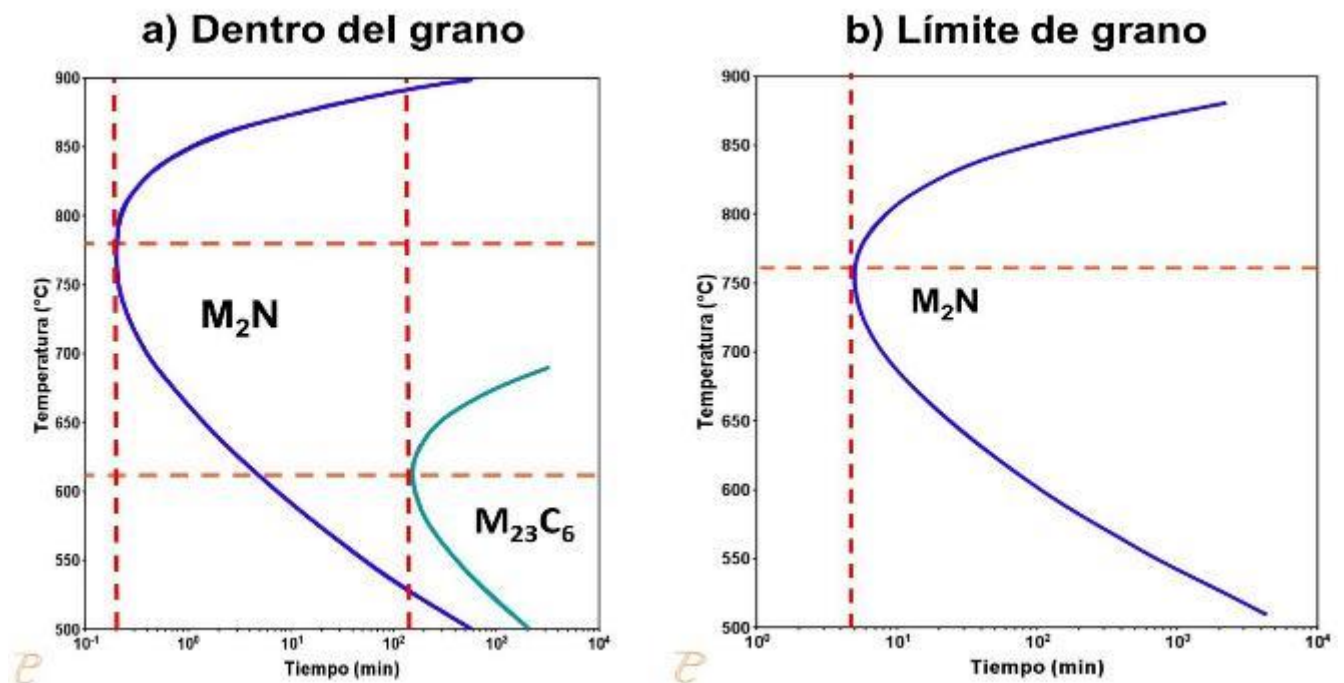 a) Dentro del grano
900
850
800
750
700
650
600
550
500
Temperatura (°C)
M₂N
M₂₃C₆
10⁻¹ 10⁰ 10¹ 10² 10³ 10⁴
Tiempo (min)
b) Límite de grano
900
850
800
750
700
650
600
550
500
Temperatura (°C)
M₂N
10⁰ 10¹ 10² 10³ 10⁴
Tiempo (min)